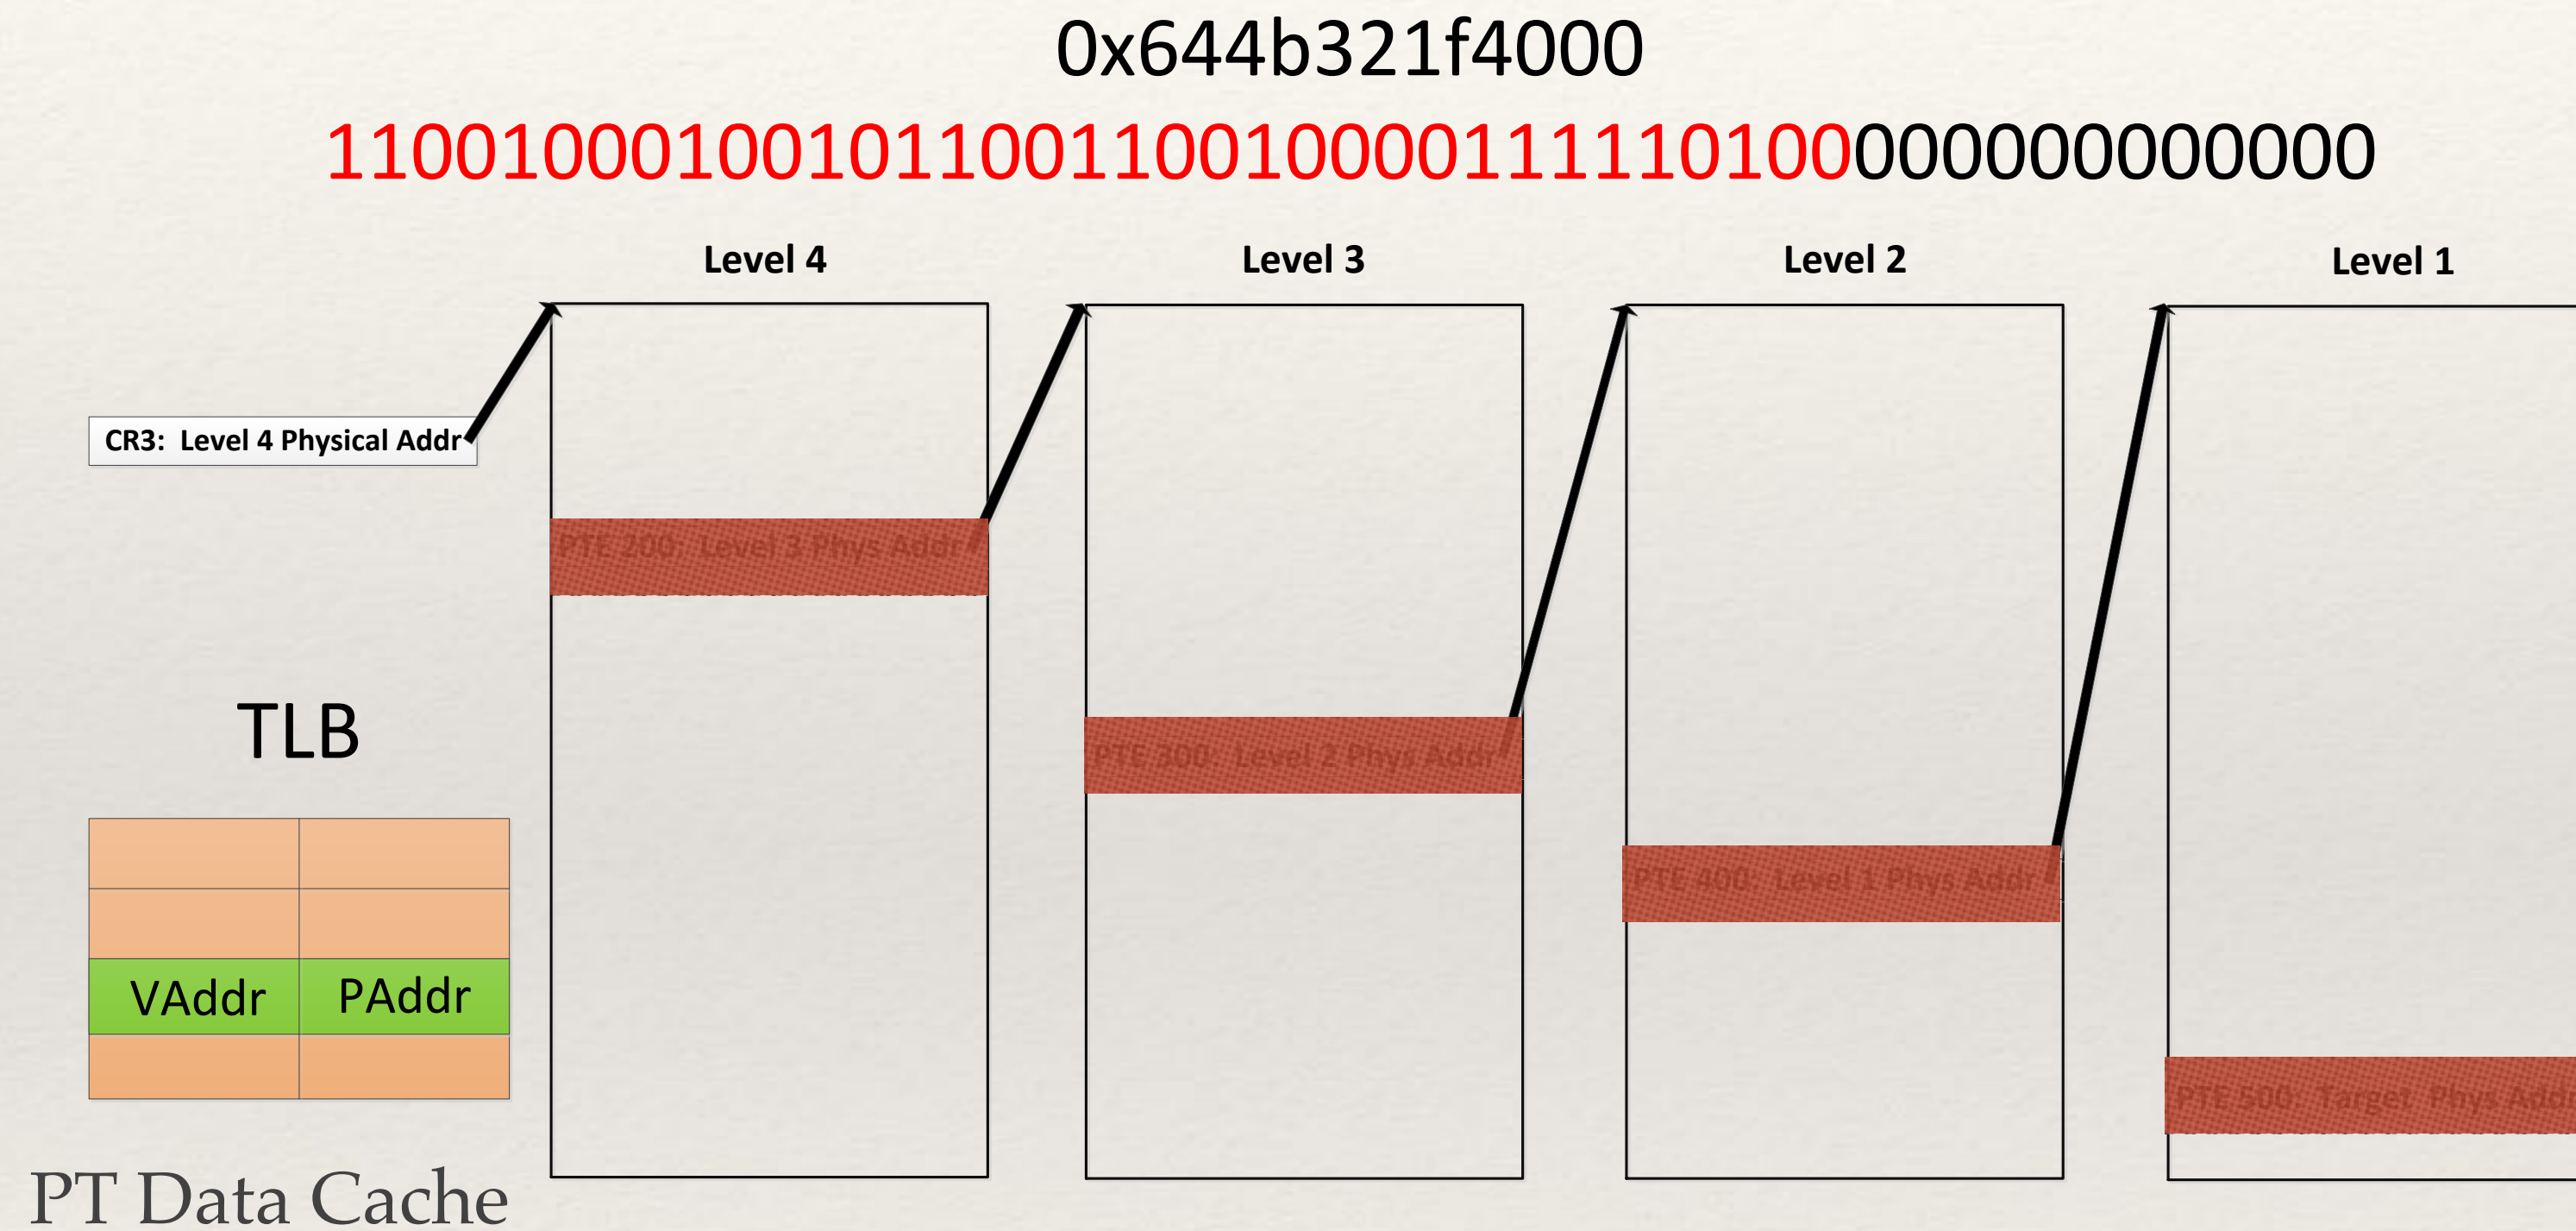 0x644b321f4000
11001000100101100110010000111110100000000000000
Level 4
Level 3
Level 2
Level 1
CR3: Level 4 Physical Addr
PTE 200: Level 3 Phys Addr
PTE 300: Level 2 Phys Addr
PTE 400: Level 1 Phys Addr
PTE 500: Target Phys Addr
TLB
VAddr PAddr
PT Data Cache